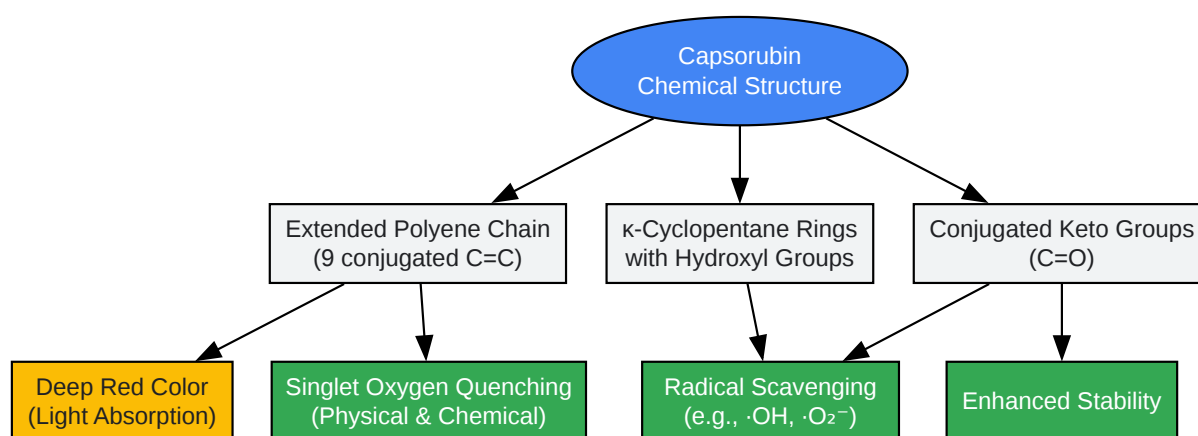 Capsorubin
Chemical Structure
Extended Polyene Chain
(9 conjugated C=C)
κ-Cyclopentane Rings
with Hydroxyl Groups
Conjugated Keto Groups
(C=O)
Deep Red Color
(Light Absorption)
Singlet Oxygen Quenching
(Physical & Chemical)
Radical Scavenging
(e.g., ·OH, ·O₂⁻)
Enhanced Stability